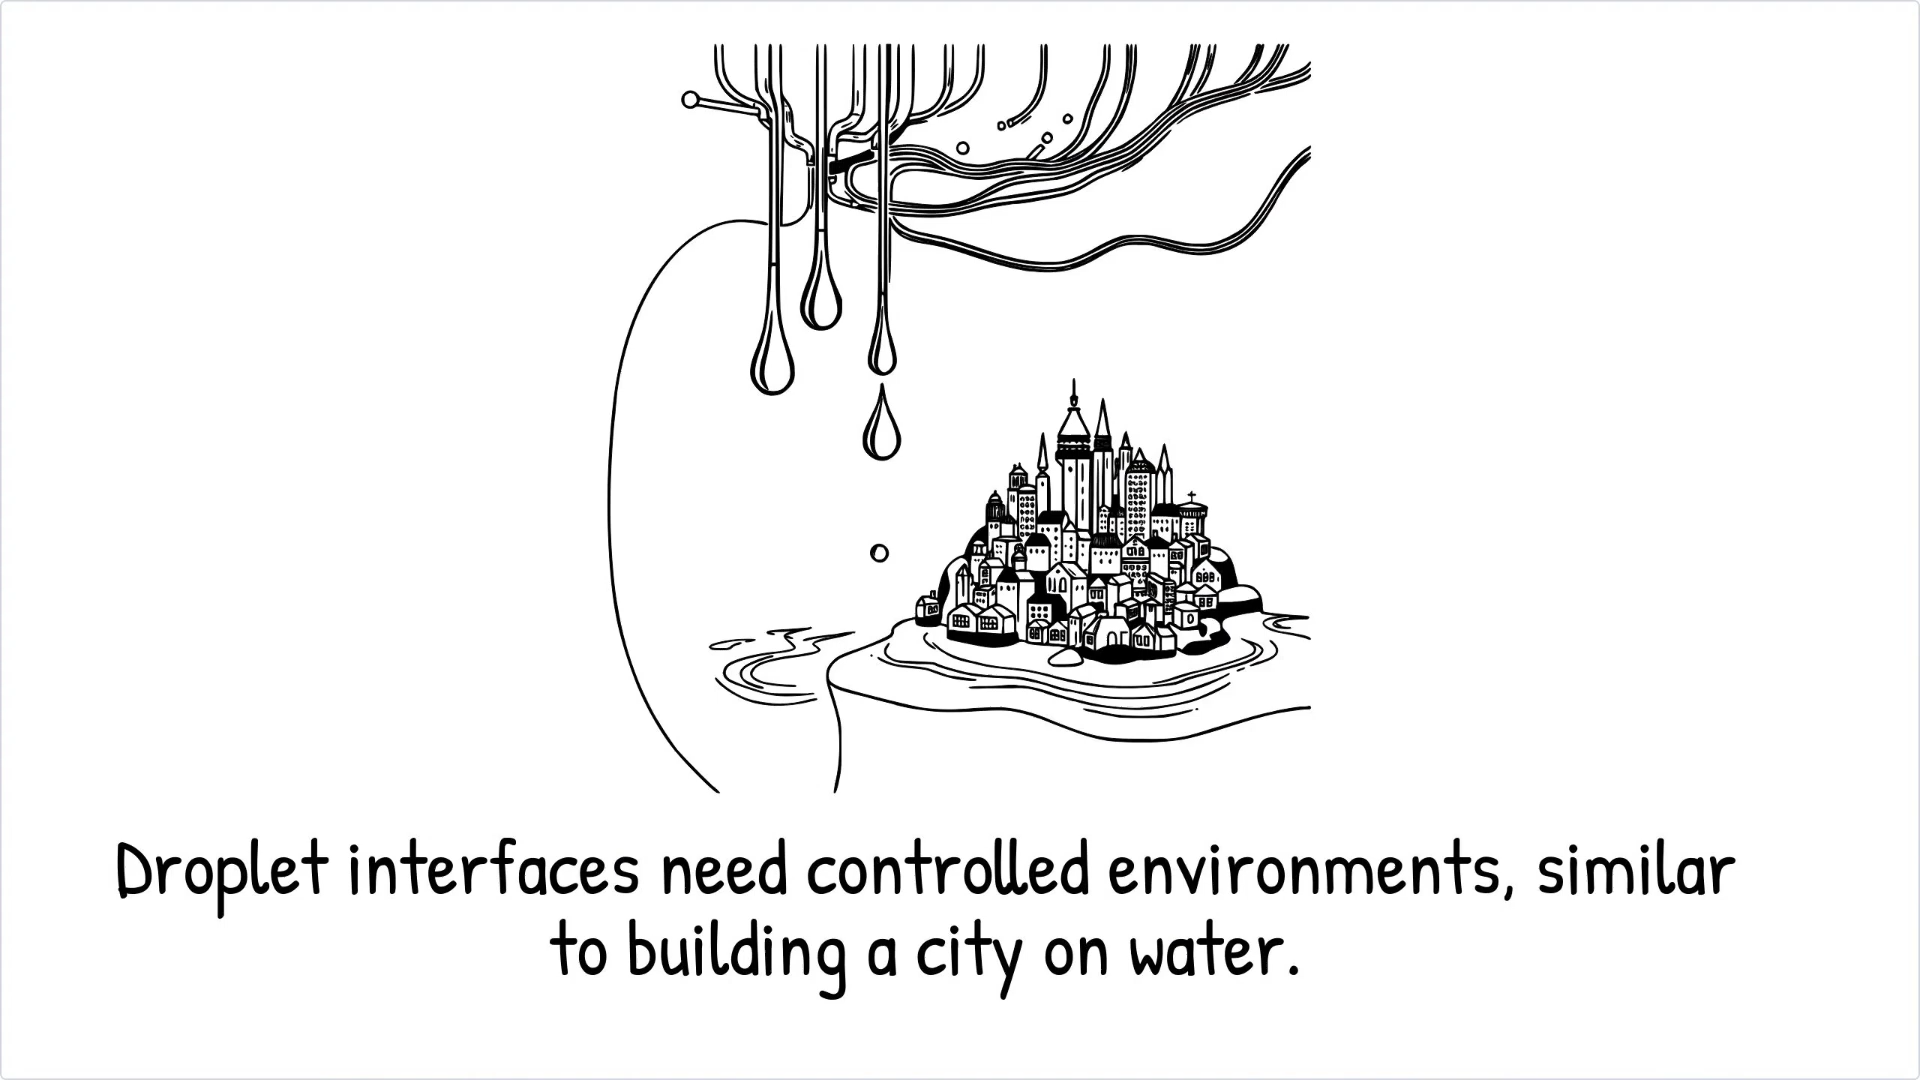 Droplet interfaces need controlled environments, similar
to building a city on water.